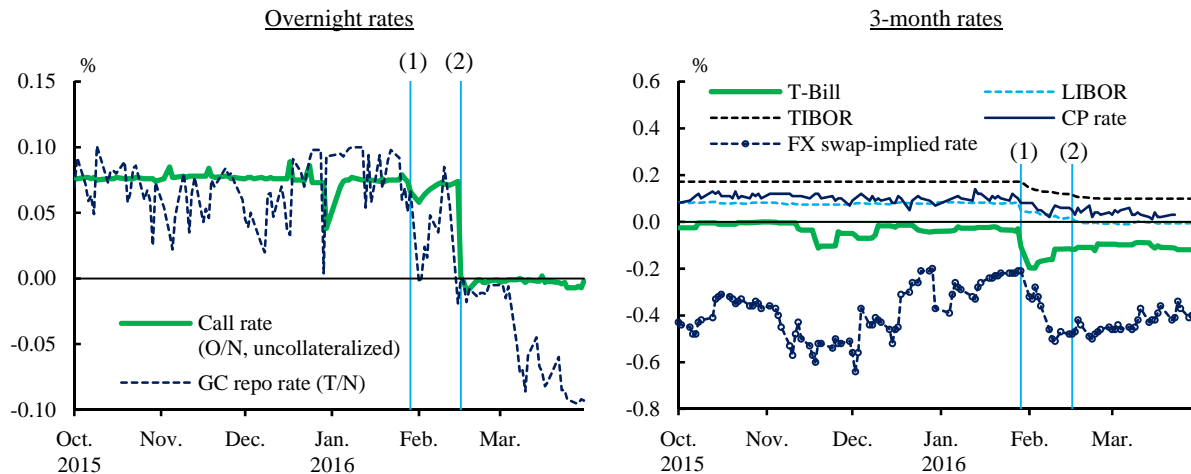 Overnight rates
%
(1) (2)
0.15
0.10
0.05
0.00
-0.05
-0.10
Call rate
(O/N, uncollateralized)
GC repo rate (T/N)
Oct. Nov. Dec. Jan. Feb. Mar.
2015 2016
3-month rates
%
0.6
0.4
0.2
0.0
-0.2
-0.4
-0.6
-0.8
T-Bill LIBOR
TIBOR CP rate
FX swap-implied rate
(1) (2)
Oct. Nov. Dec. Jan. Feb. Mar.
2015 2016